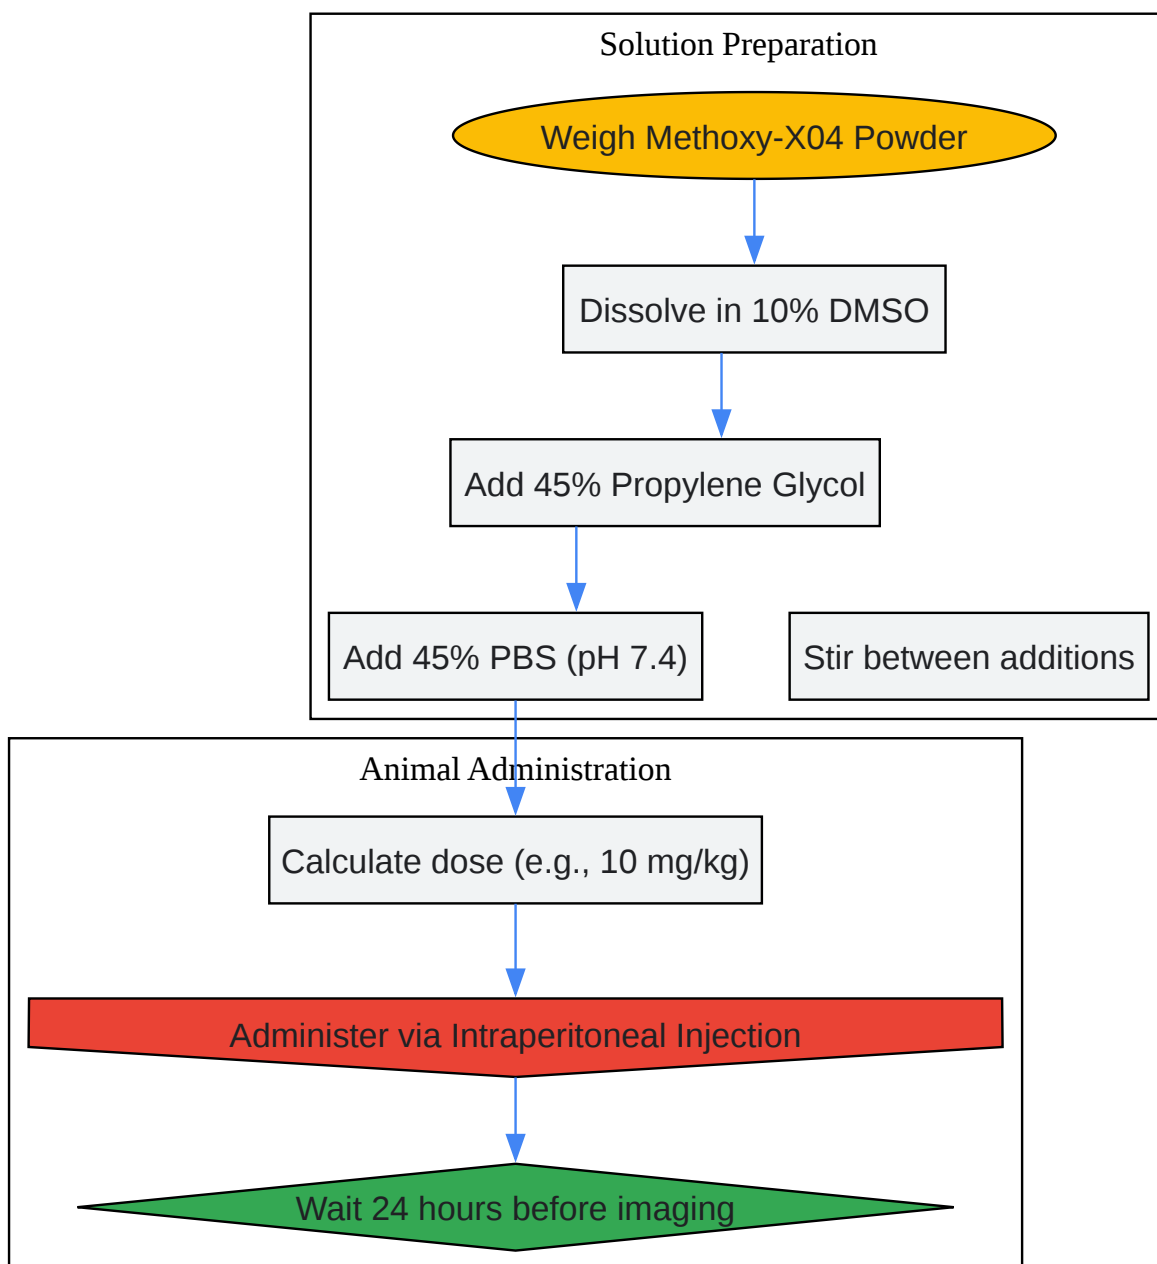 Solution Preparation
Weigh Methoxy-X04 Powder
Dissolve in 10% DMSO
Add 45% Propylene Glycol
Add 45% PBS (pH 7.4)
Stir between additions
Animal Administration
Calculate dose (e.g., 10 mg/kg)
Administer via Intraperitoneal Injection
Wait 24 hours before imaging